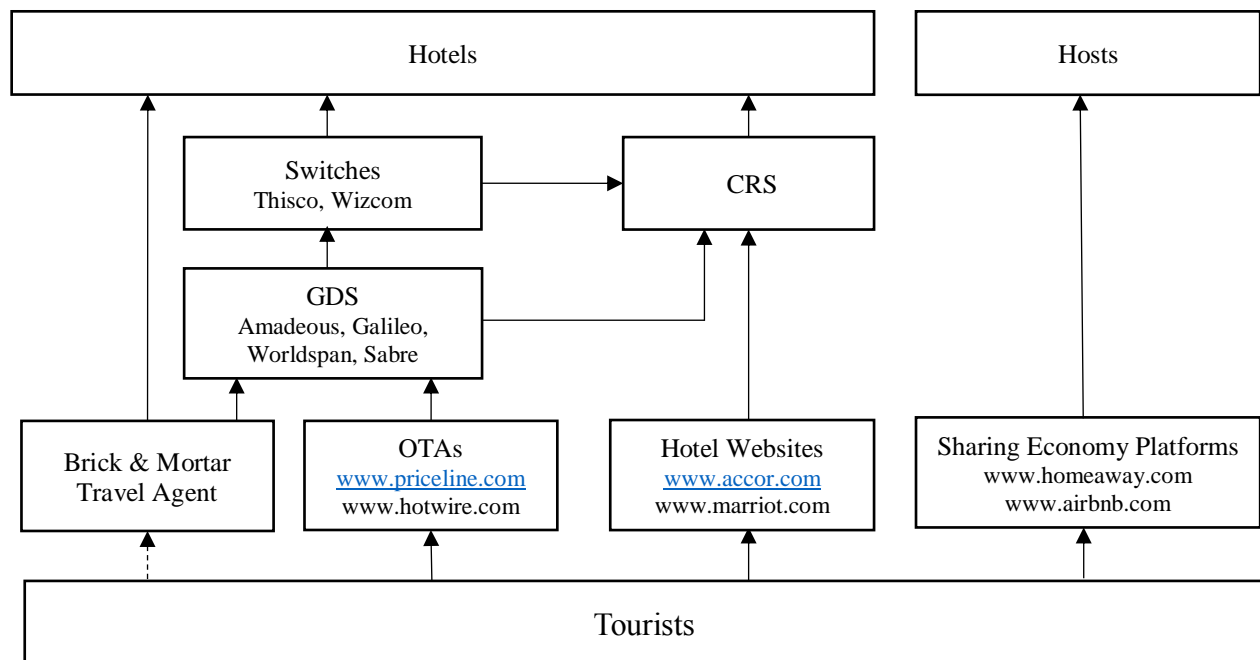 Hotels
Hosts
Switches
Thisco, Wizcom
CRS
GDS
Amadeous, Galileo,
Worldspan, Sabre
Brick & Mortar
Travel Agent
OTAs
www.priceline.com
www.hotwire.com
Hotel Websites
www.accor.com
www.marriot.com
Sharing Economy Platforms
www.homeaway.com
www.airbnb.com
Tourists